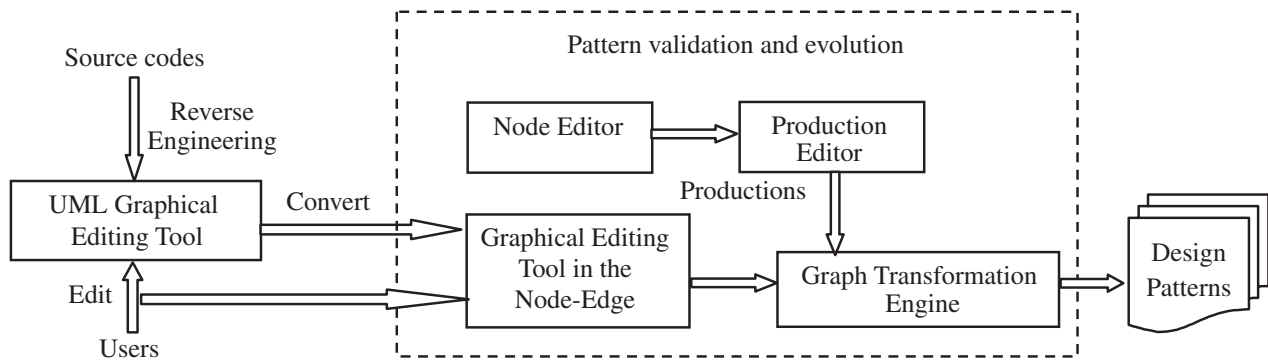 Pattern validation and evolution
Source codes
Reverse
Engineering
Node Editor
Production
Editor
Productions
UML Graphical
Editing Tool
Convert
Graphical Editing
Tool in the
Node-Edge
Graph Transformation
Engine
Design
Patterns
Edit
Users